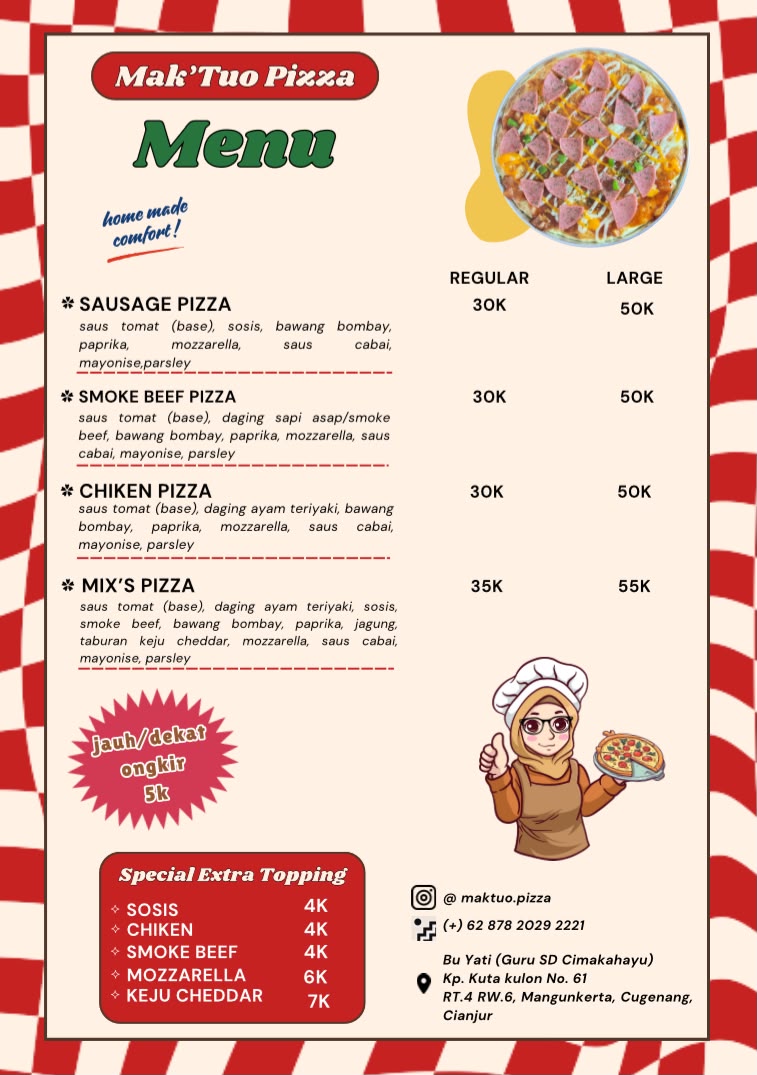 Mak'Tuo Pizza
Menu
home made
comfort!
REGULAR LARGE
SAUSAGE PIZZA 30K 50K
saus tomat (base), sosis, bawang bombay,
paprika, mozzarella, saus cabai,
mayonise,parsley
SMOKE BEEF PIZZA 30K 50K
saus tomat (base), daging sapi asap/smoke
beef, bawang bombay, paprika, mozzarella, saus
cabai, mayonise, parsley
CHIKEN PIZZA 30K 50K
saus tomat (base), daging ayam teriyaki, bawang
bombay, paprika, mozzarella, saus cabai,
mayonise, parsley
MIX'S PIZZA 35K 55K
saus tomat (base), daging ayam teriyaki, sosis,
smoke beef, bawang bombay, paprika, jagung,
taburan keju cheddar, mozzarella, saus cabai,
mayonise, parsley
jauh/dekat
ongkir
5k
Special Extra Topping
SOSIS 4K
CHIKEN 4K
SMOKE BEEF 4K
MOZZARELLA 6K
KEJU CHEDDAR 7K
@ maktuo.pizza
(+) 62 878 2029 2221
Bu Yati (Guru SD Cimakahayu)
Kp. Kuta kulon No. 61
RT.4 RW.6, Mangunkerta, Cugenang,
Cianjur